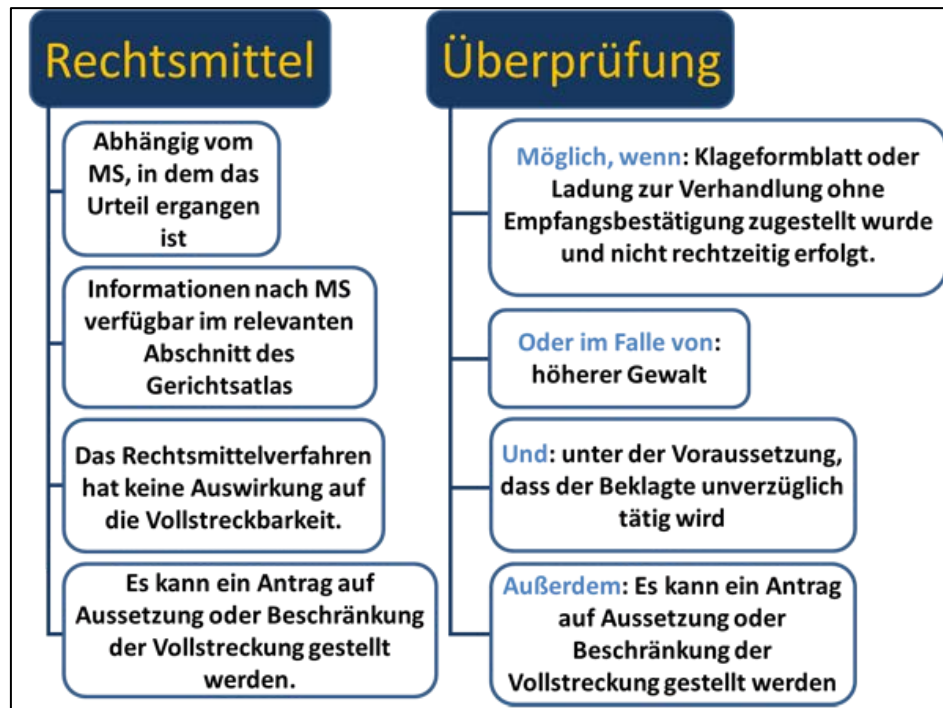 Rechtsmittel
Abhängig vom
MS, in dem das
Urteil ergangen
ist
Informationen nach MS
verfügbar im relevanten
Abschnitt des
Gerichtsatlas
Das Rechtsmittelverfahren
hat keine Auswirkung auf
die Vollstreckbarkeit.
Es kann ein Antrag auf
Aussetzung oder Beschränkung
der Vollstreckung gestellt
werden.
Überprüfung
Möglich, wenn: Klageformblatt oder
Ladung zur Verhandlung ohne
Empfangsbestätigung zugestellt wurde
und nicht rechtzeitig erfolgt.
Oder im Falle von:
höherer Gewalt
Und: unter der Voraussetzung,
dass der Beklagte unverzüglich
tätig wird
Außerdem: Es kann ein Antrag
auf Aussetzung oder
Beschränkung der
Vollstreckung gestellt werden